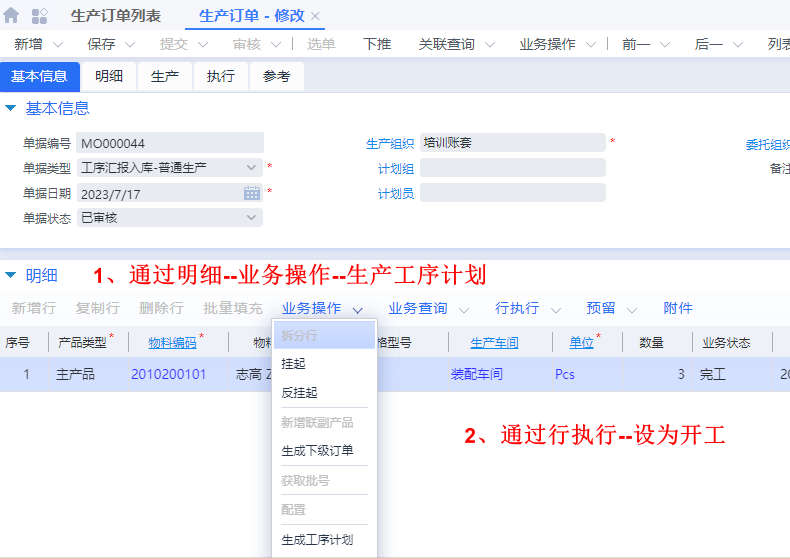 生产订单列表 生产订单 - 修改
新增 保存 提交 审核 选单 下推 关联查询 业务操作 前一 后一 列表
基本信息 明细 生产 执行 参考
基本信息
单据编号 MO000044 生产组织 培训账套 * 委托组织
单据类型 工序汇报入库-普通生产 * 计划组 备注
单据日期 2023/7/17 * 计划员
单据状态 已审核
明细 1、通过明细--业务操作--生产工序计划
新增行 复制行 删除行 批量填充 业务操作 业务查询 行执行 预留 附件
序号 产品类型* 物料编码* 物料 格型号 生产车间 单位* 数量 业务状态
1 主产品 2010200101 志高 Z 装配车间 Pcs 3 完工 20
拆分行
挂起
反挂起
新增联副产品
2、通过行执行--设为开工
生成下级订单
获取批号
配置
生成工序计划